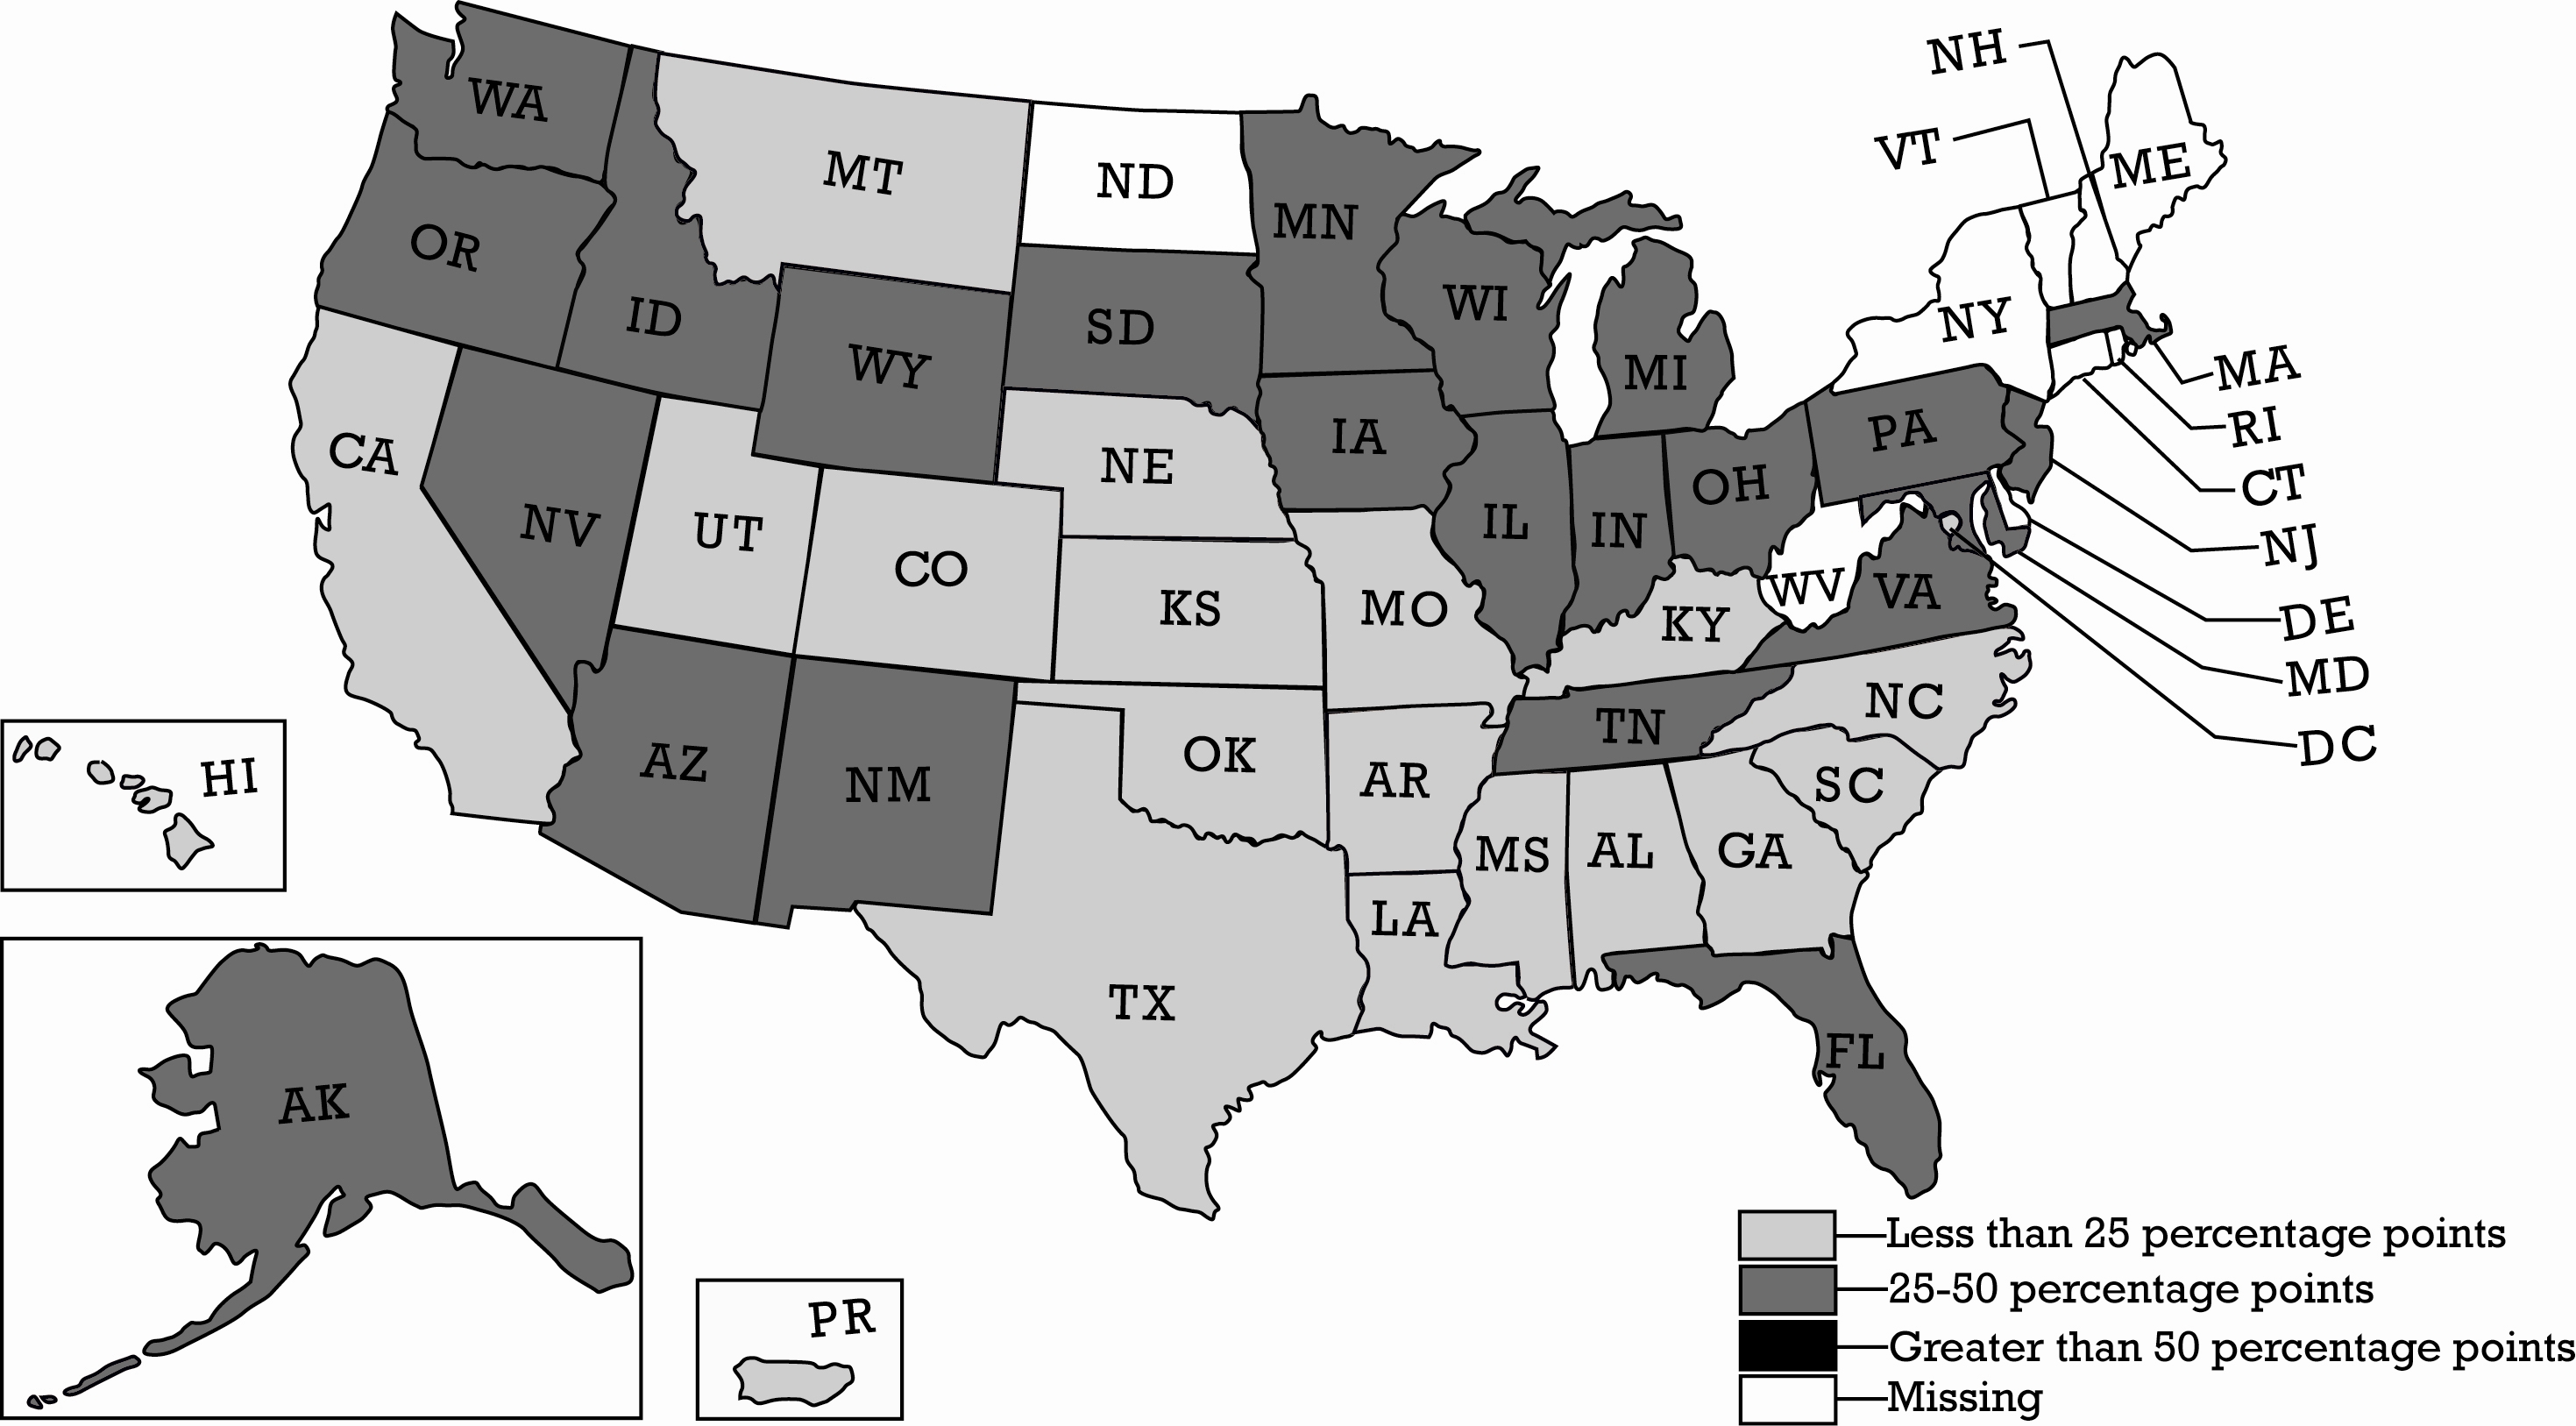 NH
WA
VT
ME
MT
ND
MN
OR
ID
WI
NY
SD
WY
MI
MA
RI
CA
NE
IA
PA
CT
NV
UT
OH
IL
IN
NJ
CO
KS
MO
WV
VA
KY
DE
MD
NC
TN
DC
AZ
NM
OK
AR
SC
HI
MS
AL
GA
LA
TX
FL
AK
PR
Less than 25 percentage points
25-50 percentage points
Greater than 50 percentage points
Missing